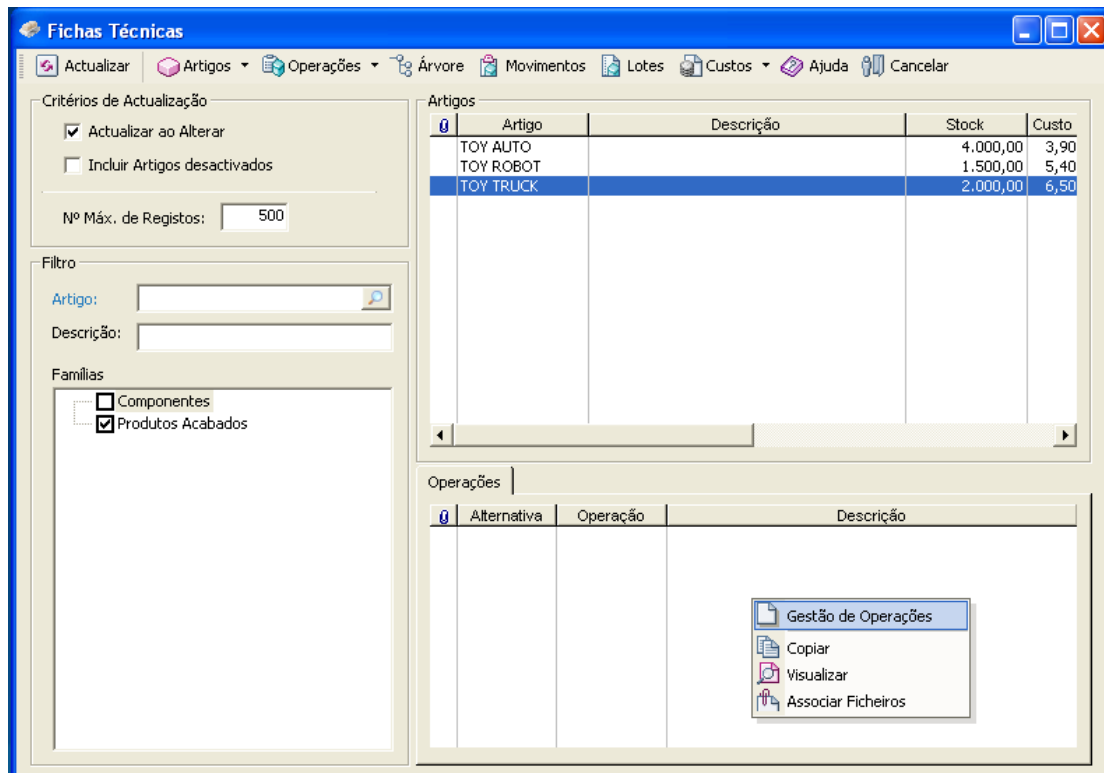 Fichas Técnicas
Actualizar Artigos Operações Árvore Movimentos Lotes Custos Ajuda Cancelar
Critérios de Actualização
Actualizar ao Alterar
Incluir Artigos desactivados
Nº Máx. de Registos: 500
Filtro
Artigo:
Descrição:
Famílias
Componentes
Produtos Acabados
Artigos
Artigo Descrição Stock Custo
TOY AUTO 4.000,00 3,90
TOY ROBOT 1.500,00 5,40
TOY TRUCK 2.000,00 6,50
Operações
Alternativa Operação Descrição
Gestão de Operações
Copiar
Visualizar
Associar Ficheiros